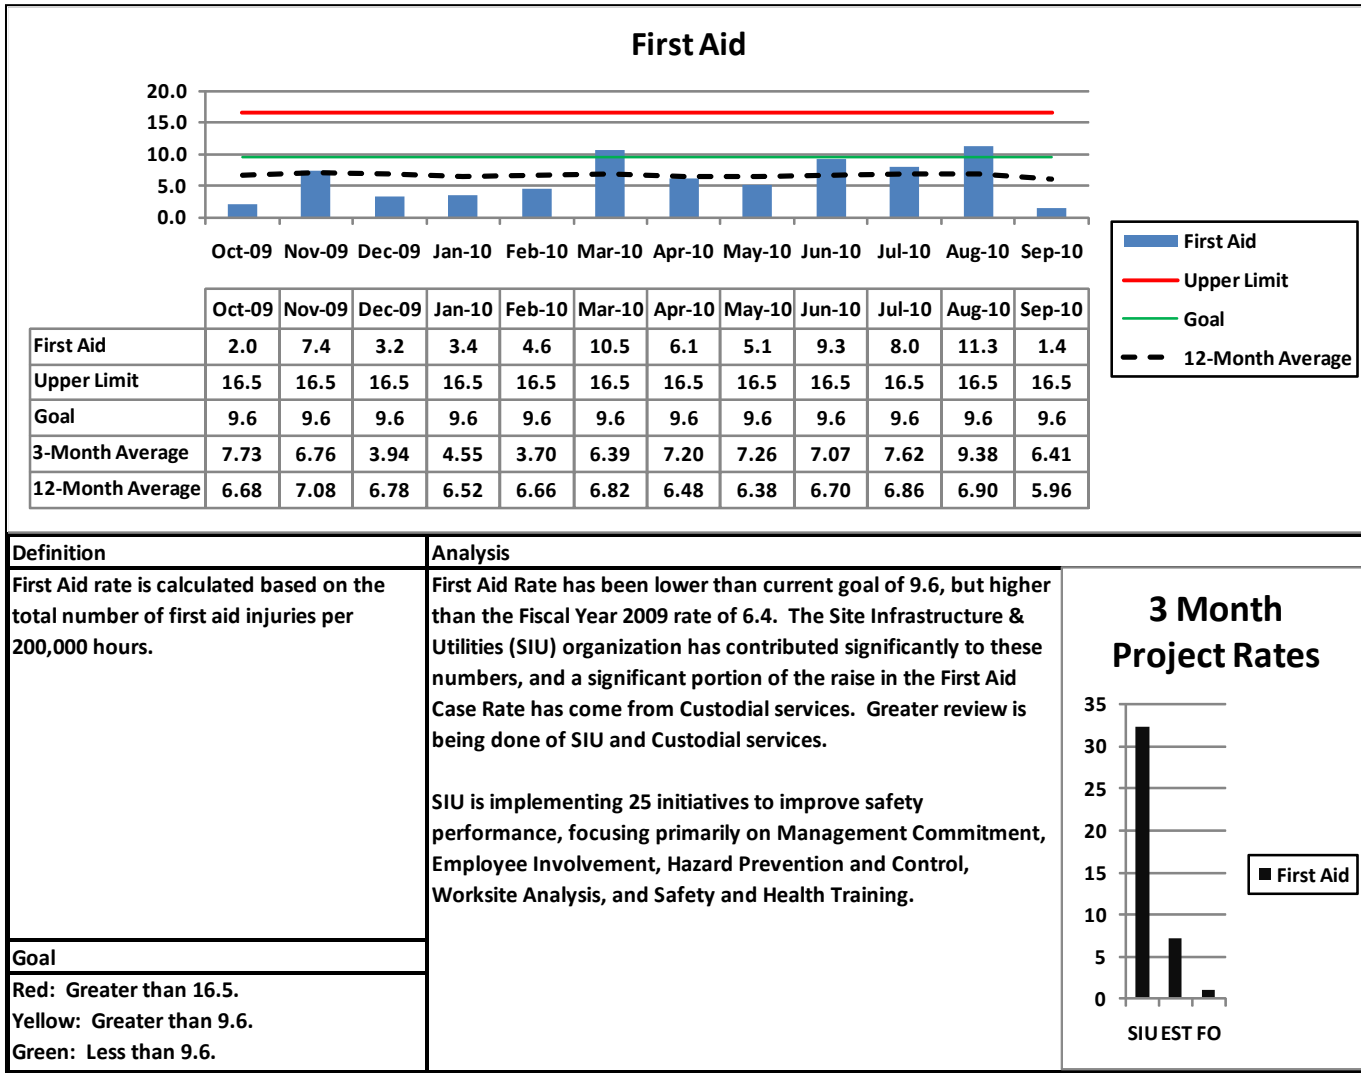 First Aid
20.0
15.0
10.0
5.0
0.0
Oct-09 Nov-09 Dec-09 Jan-10 Feb-10 Mar-10 Apr-10 May-10 Jun-10 Jul-10 Aug-10 Sep-10
First Aid
Upper Limit
Goal
12-Month Average
Oct-09 Nov-09 Dec-09 Jan-10 Feb-10 Mar-10 Apr-10 May-10 Jun-10 Jul-10 Aug-10 Sep-10
First Aid 2.0 7.4 3.2 3.4 4.6 10.5 6.1 5.1 9.3 8.0 11.3 1.4
Upper Limit 16.5 16.5 16.5 16.5 16.5 16.5 16.5 16.5 16.5 16.5 16.5 16.5
Goal 9.6 9.6 9.6 9.6 9.6 9.6 9.6 9.6 9.6 9.6 9.6 9.6
3-Month Average 7.73 6.76 3.94 4.55 3.70 6.39 7.20 7.26 7.07 7.62 9.38 6.41
12-Month Average 6.68 7.08 6.78 6.52 6.66 6.82 6.48 6.38 6.70 6.86 6.90 5.96
Definition
First Aid rate is calculated based on the
total number of first aid injuries per
200,000 hours.
Goal
Red: Greater than 16.5.
Yellow: Greater than 9.6.
Green: Less than 9.6.
Analysis
First Aid Rate has been lower than current goal of 9.6, but higher
than the Fiscal Year 2009 rate of 6.4. The Site Infrastructure &
Utilities (SIU) organization has contributed significantly to these
numbers, and a significant portion of the raise in the First Aid
Case Rate has come from Custodial services. Greater review is
being done of SIU and Custodial services.
SIU is implementing 25 initiatives to improve safety
performance, focusing primarily on Management Commitment,
Employee Involvement, Hazard Prevention and Control,
Worksite Analysis, and Safety and Health Training.
3 Month
Project Rates
35
30
25
20
15
10
5
0
SIU EST FO
First Aid